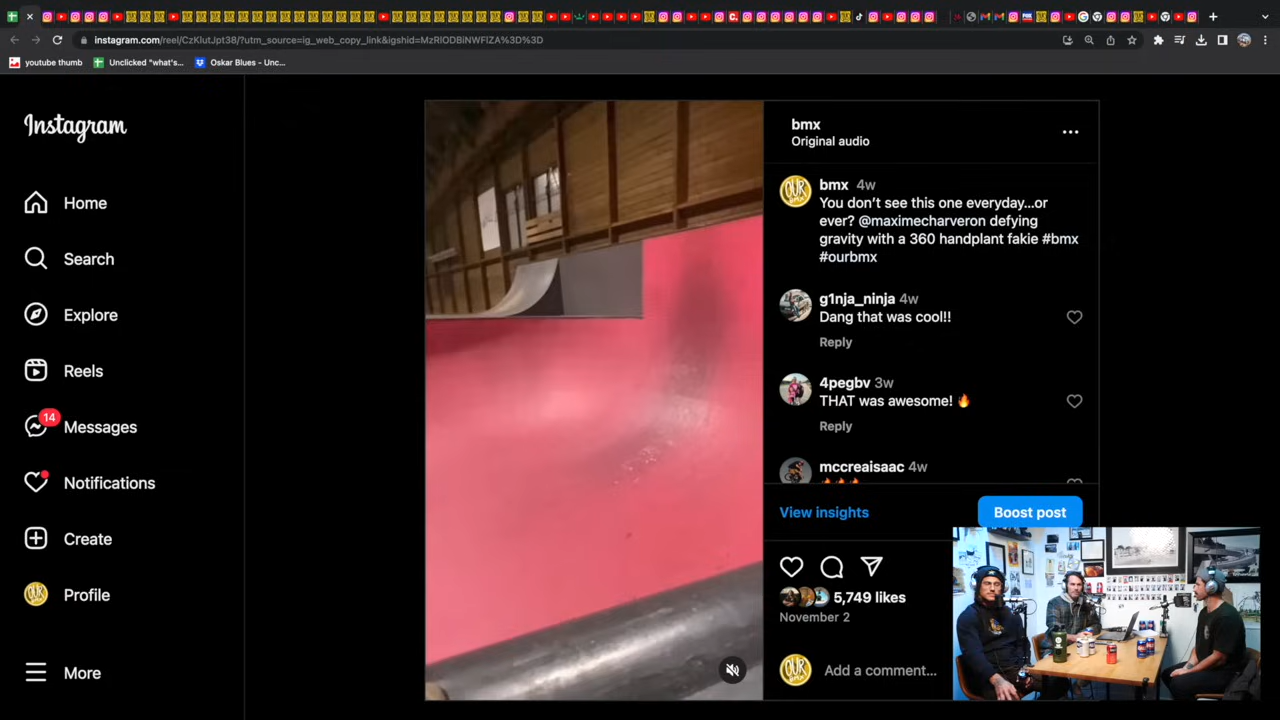 instagram.com/reel/CzKlutJpt38/?utm_source=ig_web_copy_link&igshid=MzRlODBiNWFlZA%3D%3D
youtube thumb
Unclicked "what's...
Oskar Blues - Unc...
Instagram
Home
Search
Explore
Reels
14
Messages
Notifications
Create
Profile
More
bmx
Original audio
OUR BMX
bmx 4w
You don't see this one everyday...or
ever? @maximecharveron defying
gravity with a 360 handplant fakie #bmx
#ourbmx
g1nja_ninja 4w
Dang that was cool!!
Reply
4pegbv 3w
THAT was awesome! 🔥
Reply
mccreaisaac 4w
🔥🔥🔥
View insights
Boost post
5,749 likes
November 2
OUR BMX
Add a comment...